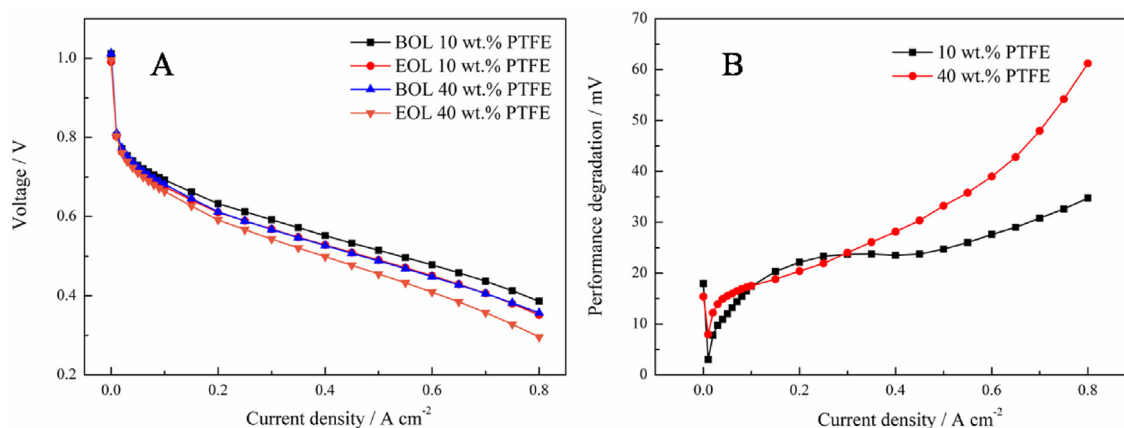 A
BOL 10 wt.% PTFE
EOL 10 wt.% PTFE
BOL 40 wt.% PTFE
EOL 40 wt.% PTFE
1.0
0.8
0.6
0.4
0.2
Voltage / V
0.0
0.2
0.4
0.6
0.8
Current density / A cm⁻²
B
10 wt.% PTFE
40 wt.% PTFE
70
60
50
40
30
20
10
0
Performance degradation / mV
0.0
0.2
0.4
0.6
0.8
Current density / A cm⁻²